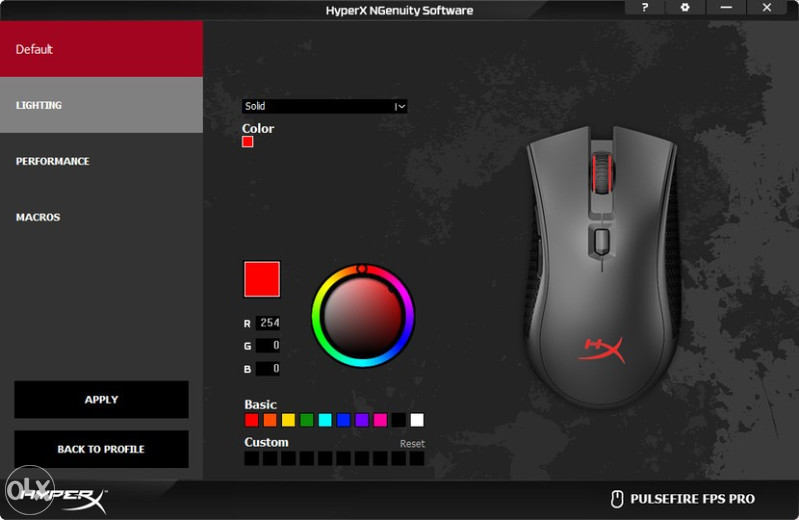 HyperX NGenuity Software
?
Default
LIGHTING
PERFORMANCE
MACROS
Solid
Color
R 254
G 0
B 0
Basic
Custom Reset
APPLY
BACK TO PROFILE
OLX
HYPERX
HX
PULSEFIRE FPS PRO